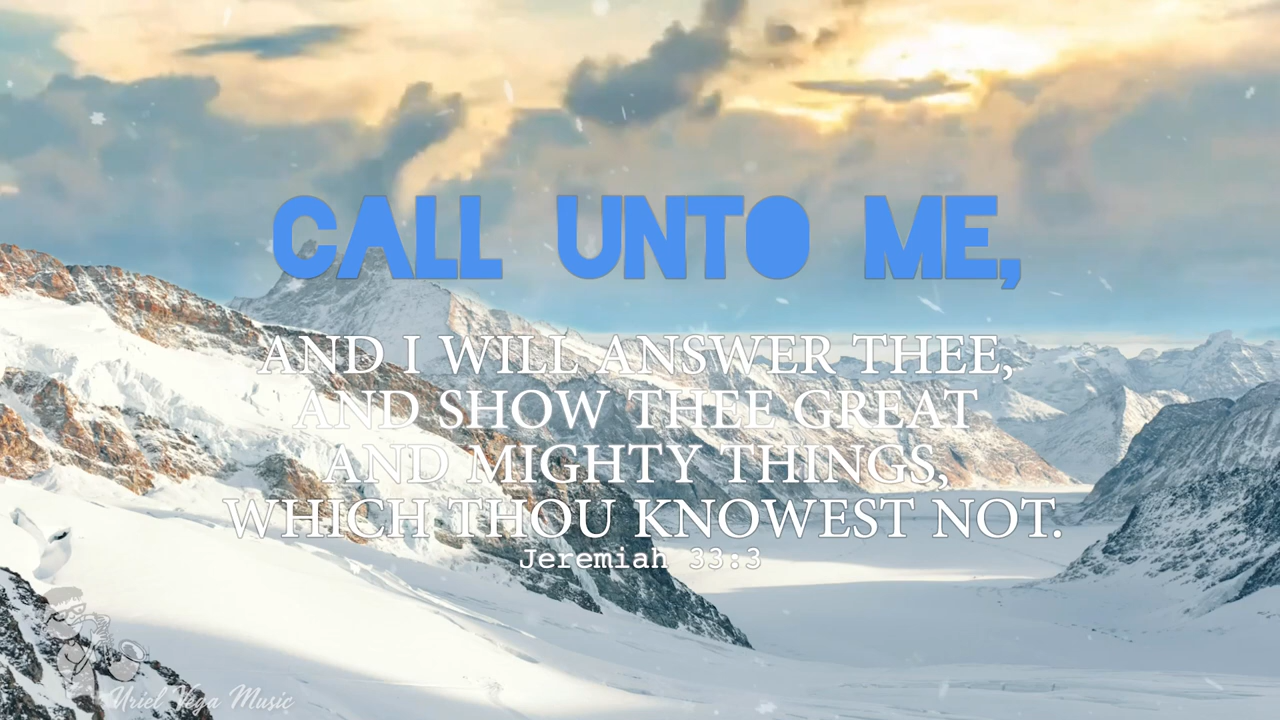 CALL UNTO ME,
AND I WILL ANSWER THEE,
AND SHOW THEE GREAT
AND MIGHTY THINGS,
WHICH THOU KNOWEST NOT.
Jeremiah 33:3
Uriel Vega Music